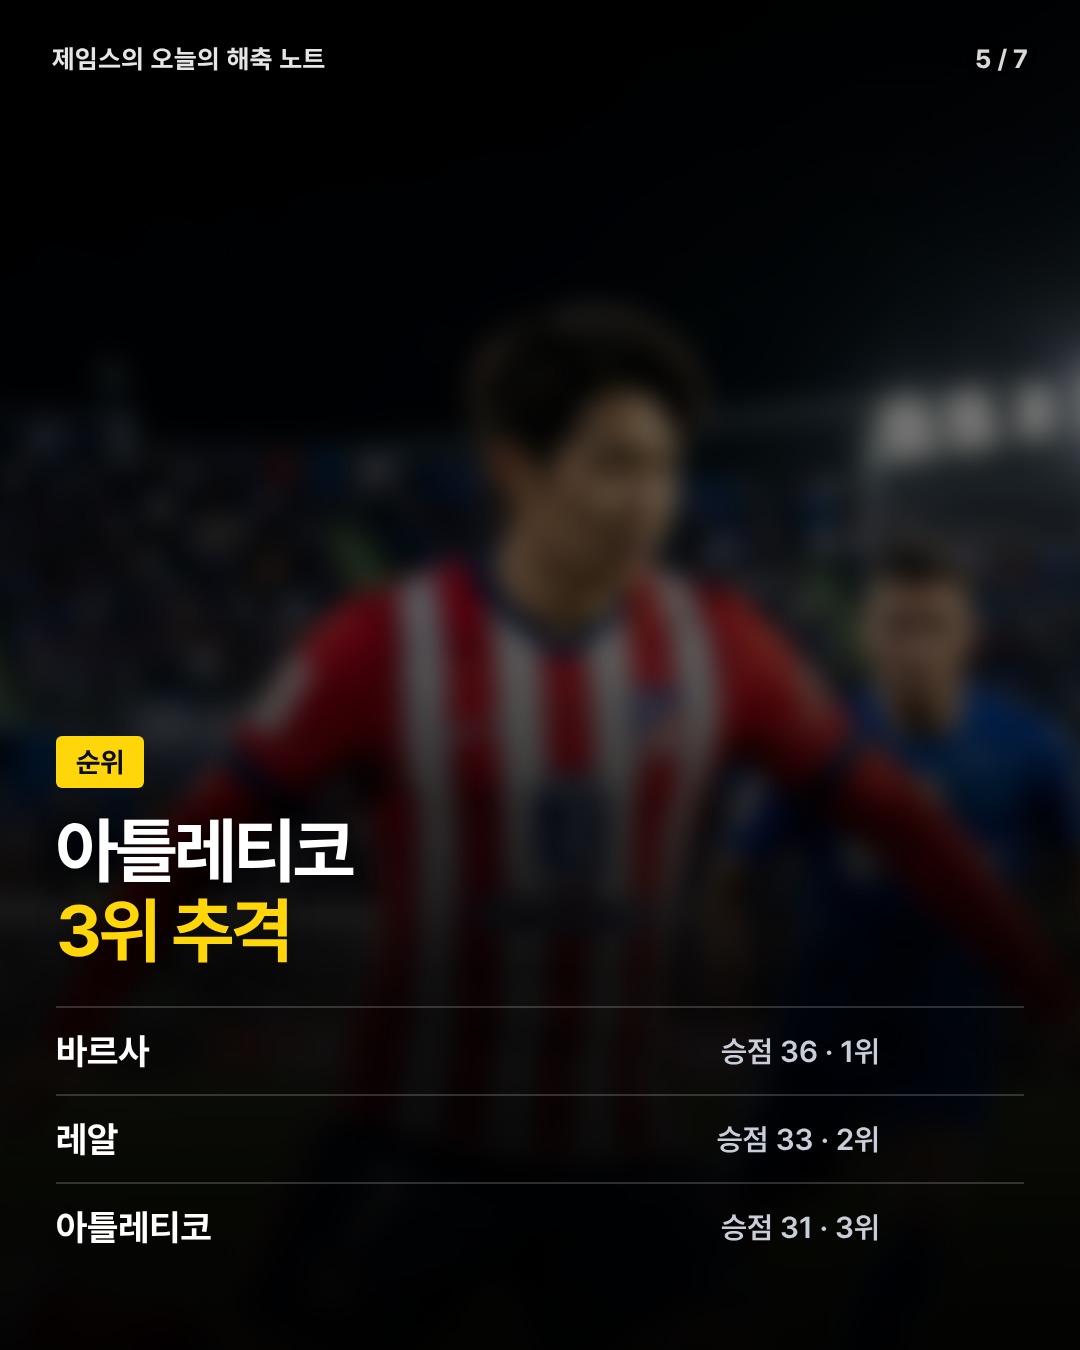 제임스의 오늘의 해축 노트
5 / 7
순위
아틀레티코
3위 추격
바르사 승점 36 · 1위
레알 승점 33 · 2위
아틀레티코 승점 31 · 3위